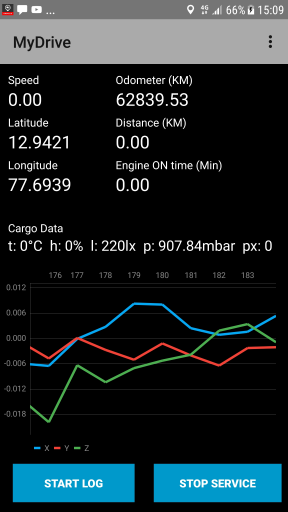 ... 4G 66% 15:09
MyDrive
Speed Odometer (KM)
0.00 62839.53
Latitude Distance (KM)
12.9421 0.00
Longitude Engine ON time (Min)
77.6939 0.00
Cargo Data
t: 0°C h: 0% l: 220lx p: 907.84mbar px: 0
176 177 178 179 180 181 182 183
0.012
0.006
0.000
-0.006
-0.012
-0.018
X Y Z
START LOG STOP SERVICE